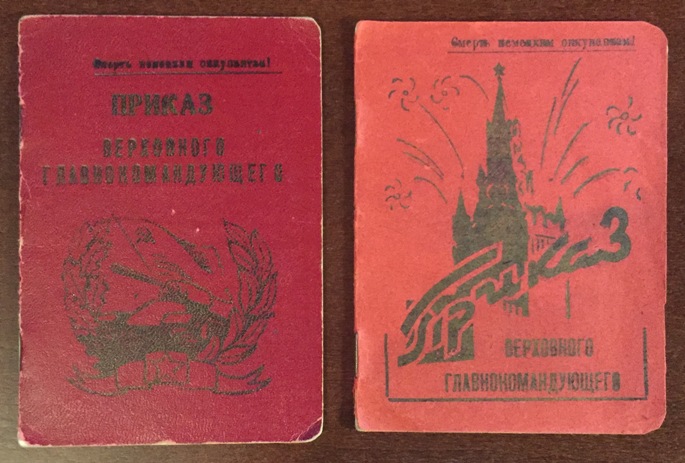 Смерть немецким оккупантам!
ПРИКАЗ
ВЕРХОВНОГО
ГЛАВНОКОМАНДУЮЩЕГО
Смерть немецким оккупантам!
Приказ
ВЕРХОВНОГО
ГЛАВНОКОМАНДУЮЩЕГО